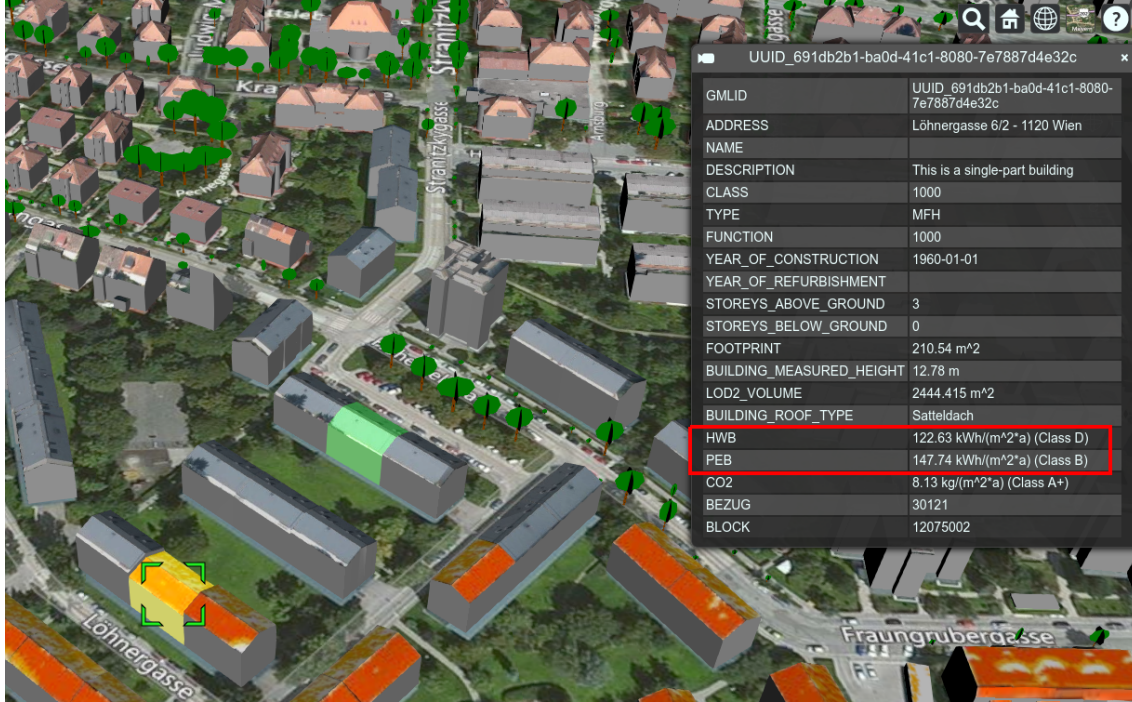 Stranitzkygasse
Stranitzkygasse
Arnsburg
Pechegasse
Löhnergasse
Fraungrubergasse
?
UUID_691db2b1-ba0d-41c1-8080-7e7887d4e32c ×
GMLID UUID_691db2b1-ba0d-41c1-8080-
7e7887d4e32c
ADDRESS Löhnergasse 6/2 - 1120 Wien
NAME
DESCRIPTION This is a single-part building
CLASS 1000
TYPE MFH
FUNCTION 1000
YEAR_OF_CONSTRUCTION 1960-01-01
YEAR_OF_REFURBISHMENT
STOREYS_ABOVE_GROUND 3
STOREYS_BELOW_GROUND 0
FOOTPRINT 210.54 m^2
BUILDING_MEASURED_HEIGHT 12.78 m
LOD2_VOLUME 2444.415 m^2
BUILDING_ROOF_TYPE Satteldach
HWB 122.63 kWh/(m^2*a) (Class D)
PEB 147.74 kWh/(m^2*a) (Class B)
CO2 8.13 kg/(m^2*a) (Class A+)
BEZUG 30121
BLOCK 12075002